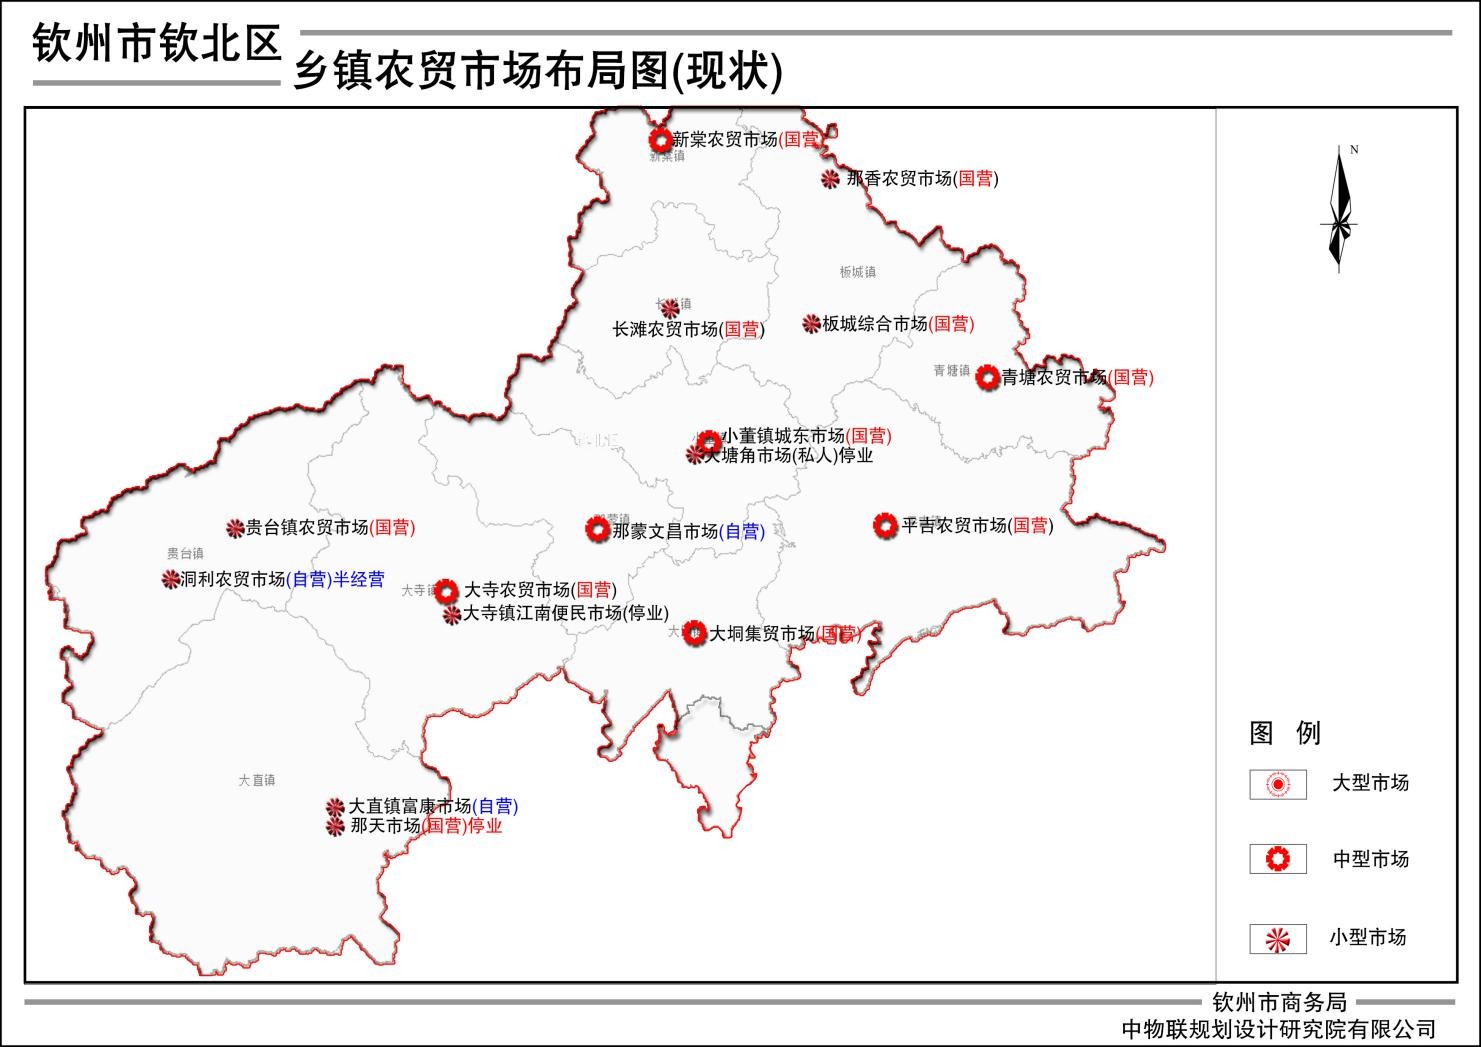 钦州市钦北区
乡镇农贸市场布局图(现状)
新棠农贸市场(国营)
新棠镇
N
那香农贸市场(国营)
板城镇
长滩农贸市场(国营)
板城综合市场(国营)
青塘镇
青塘农贸市场(国营)
小董镇城东市场(国营)
大塘角市场(私人)停业
贵台镇农贸市场(国营)
那蒙文昌市场(自营)
平吉农贸市场(国营)
贵台镇
洞利农贸市场(自营)半经营
大寺镇
大寺农贸市场(国营)
大寺镇江南便民市场(停业)
大垌集贸市场(国营)
大直镇
大直镇富康市场(自营)
那天市场(国营)停业
图 例
大型市场
中型市场
小型市场
钦州市商务局
中物联规划设计研究院有限公司